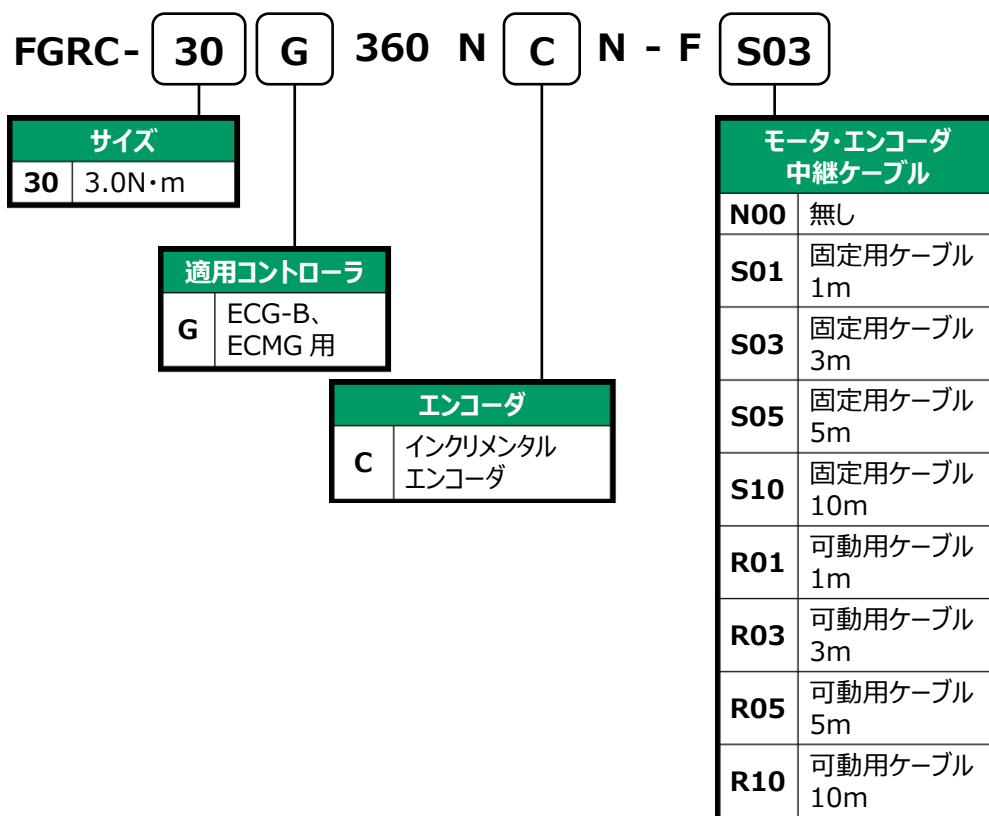 FGRC- 30 G 360 N C N - F S03
サイズ
30 3.0N・m
適用コントローラ
G ECG-B、
ECMG 用
エンコーダ
C インクリメンタル
エンコーダ
モータ・エンコーダ
中継ケーブル
N00 無し
S01 固定用ケーブル
1m
S03 固定用ケーブル
3m
S05 固定用ケーブル
5m
S10 固定用ケーブル
10m
R01 可動用ケーブル
1m
R03 可動用ケーブル
3m
R05 可動用ケーブル
5m
R10 可動用ケーブル
10m